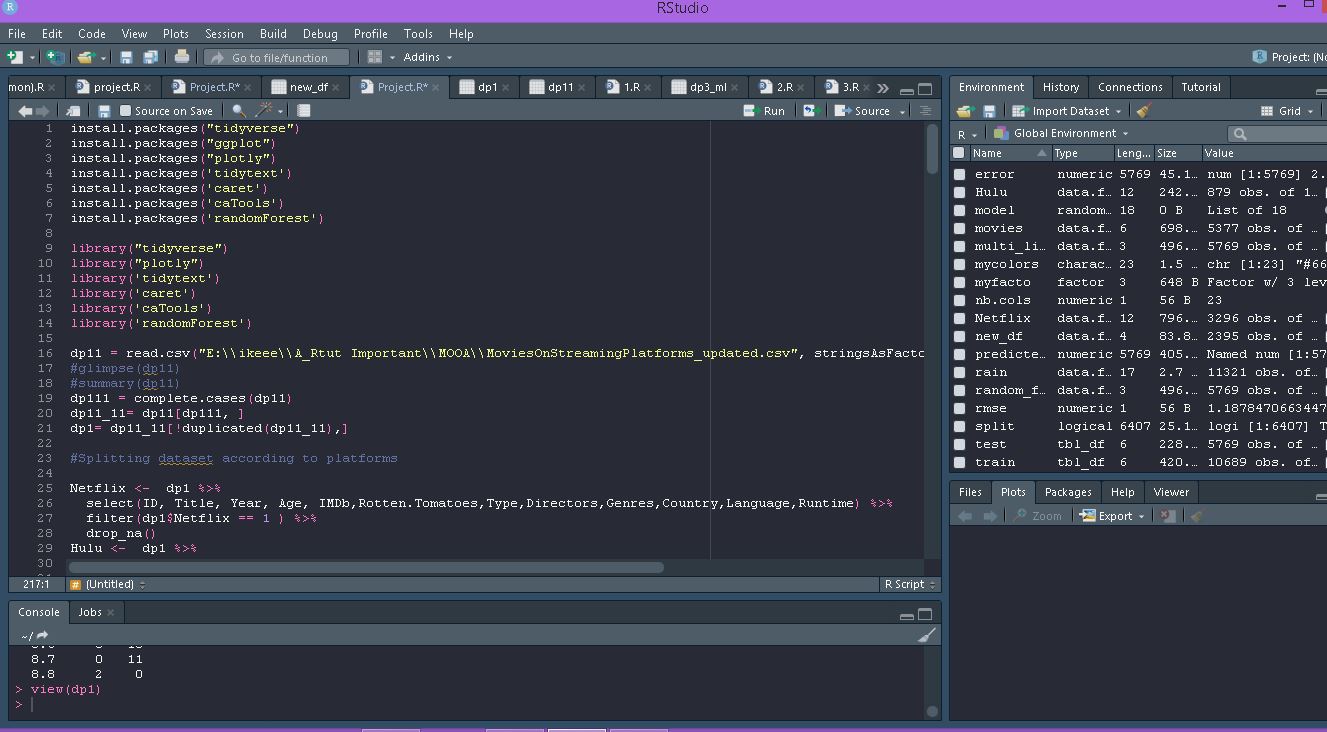 RStudio
File Edit Code View Plots Session Build Debug Profile Tools Help
Go to file/function Addins Project: (No
mon).R project.R Project.R* new_df Project.R* dp1 dp11 1.R dp3_ml 2.R 3.R
Source on Save Run Source
1 install.packages("tidyverse")
2 install.packages("ggplot")
3 install.packages("plotly")
4 install.packages('tidytext')
5 install.packages('caret')
6 install.packages('caTools')
7 install.packages('randomForest')
8
9 library("tidyverse")
10 library("plotly")
11 library('tidytext')
12 library('caret')
13 library('caTools')
14 library('randomForest')
15
16 dp11 = read.csv("E:\\ikeee\\A_Rtut Important\\MOOA\\MoviesOnStreamingPlatforms_updated.csv", stringsAsFacto
17 #glimpse(dp11)
18 #summary(dp11)
19 dp111 = complete.cases(dp11)
20 dp11_11= dp11[dp111, ]
21 dp1= dp11_11[!duplicated(dp11_11),]
22
23 #Splitting dataset according to platforms
24
25 Netflix <- dp1 %>%
26 select(ID, Title, Year, Age, IMDb,Rotten.Tomatoes,Type,Directors,Genres,Country,Language,Runtime) %>%
27 filter(dp1$Netflix == 1 ) %>%
28 drop_na()
29 Hulu <- dp1 %>%
30
217:1 (Untitled) R Script
Console Jobs
~/
8.7 0 11
8.8 2 0
> view(dp1)
>
Environment History Connections Tutorial
Import Dataset Grid
R Global Environment
Name Type Leng... Size Value
error numeric 5769 45.1... num [1:5769] 2.
Hulu data.f... 12 242.... 879 obs. of 1...
model random... 18 0 B List of 18
movies data.f... 6 698.... 5377 obs. of ...
multi_li... data.f... 3 496.... 5769 obs. of ...
mycolors charac... 23 1.5 ... chr [1:23] "#66
myfacto factor 3 648 B Factor w/ 3 lev
nb.cols numeric 1 56 B 23
Netflix data.f... 12 796.... 3296 obs. of ...
new_df data.f... 4 83.8... 2395 obs. of ...
predicte... numeric 5769 405.... Named num [1:57
rain data.f... 17 2.7 ... 11321 obs. of...
random_f... data.f... 3 496.... 5769 obs. of ...
rmse numeric 1 56 B 1.1878470663447
split logical 6407 25.1... logi [1:6407] T
test tbl_df 6 228.... 5769 obs. of ...
train tbl_df 6 420.... 10689 obs. of...
Files Plots Packages Help Viewer
Zoom Export